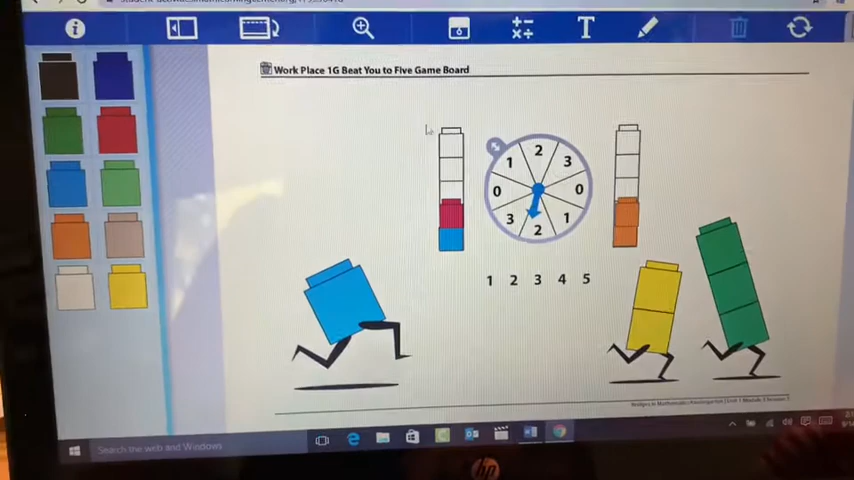 T
Work Place 1G Beat You to Five Game Board
1 2 3
0 0
3 2 1
1 2 3 4 5
Search the web and Windows
hp